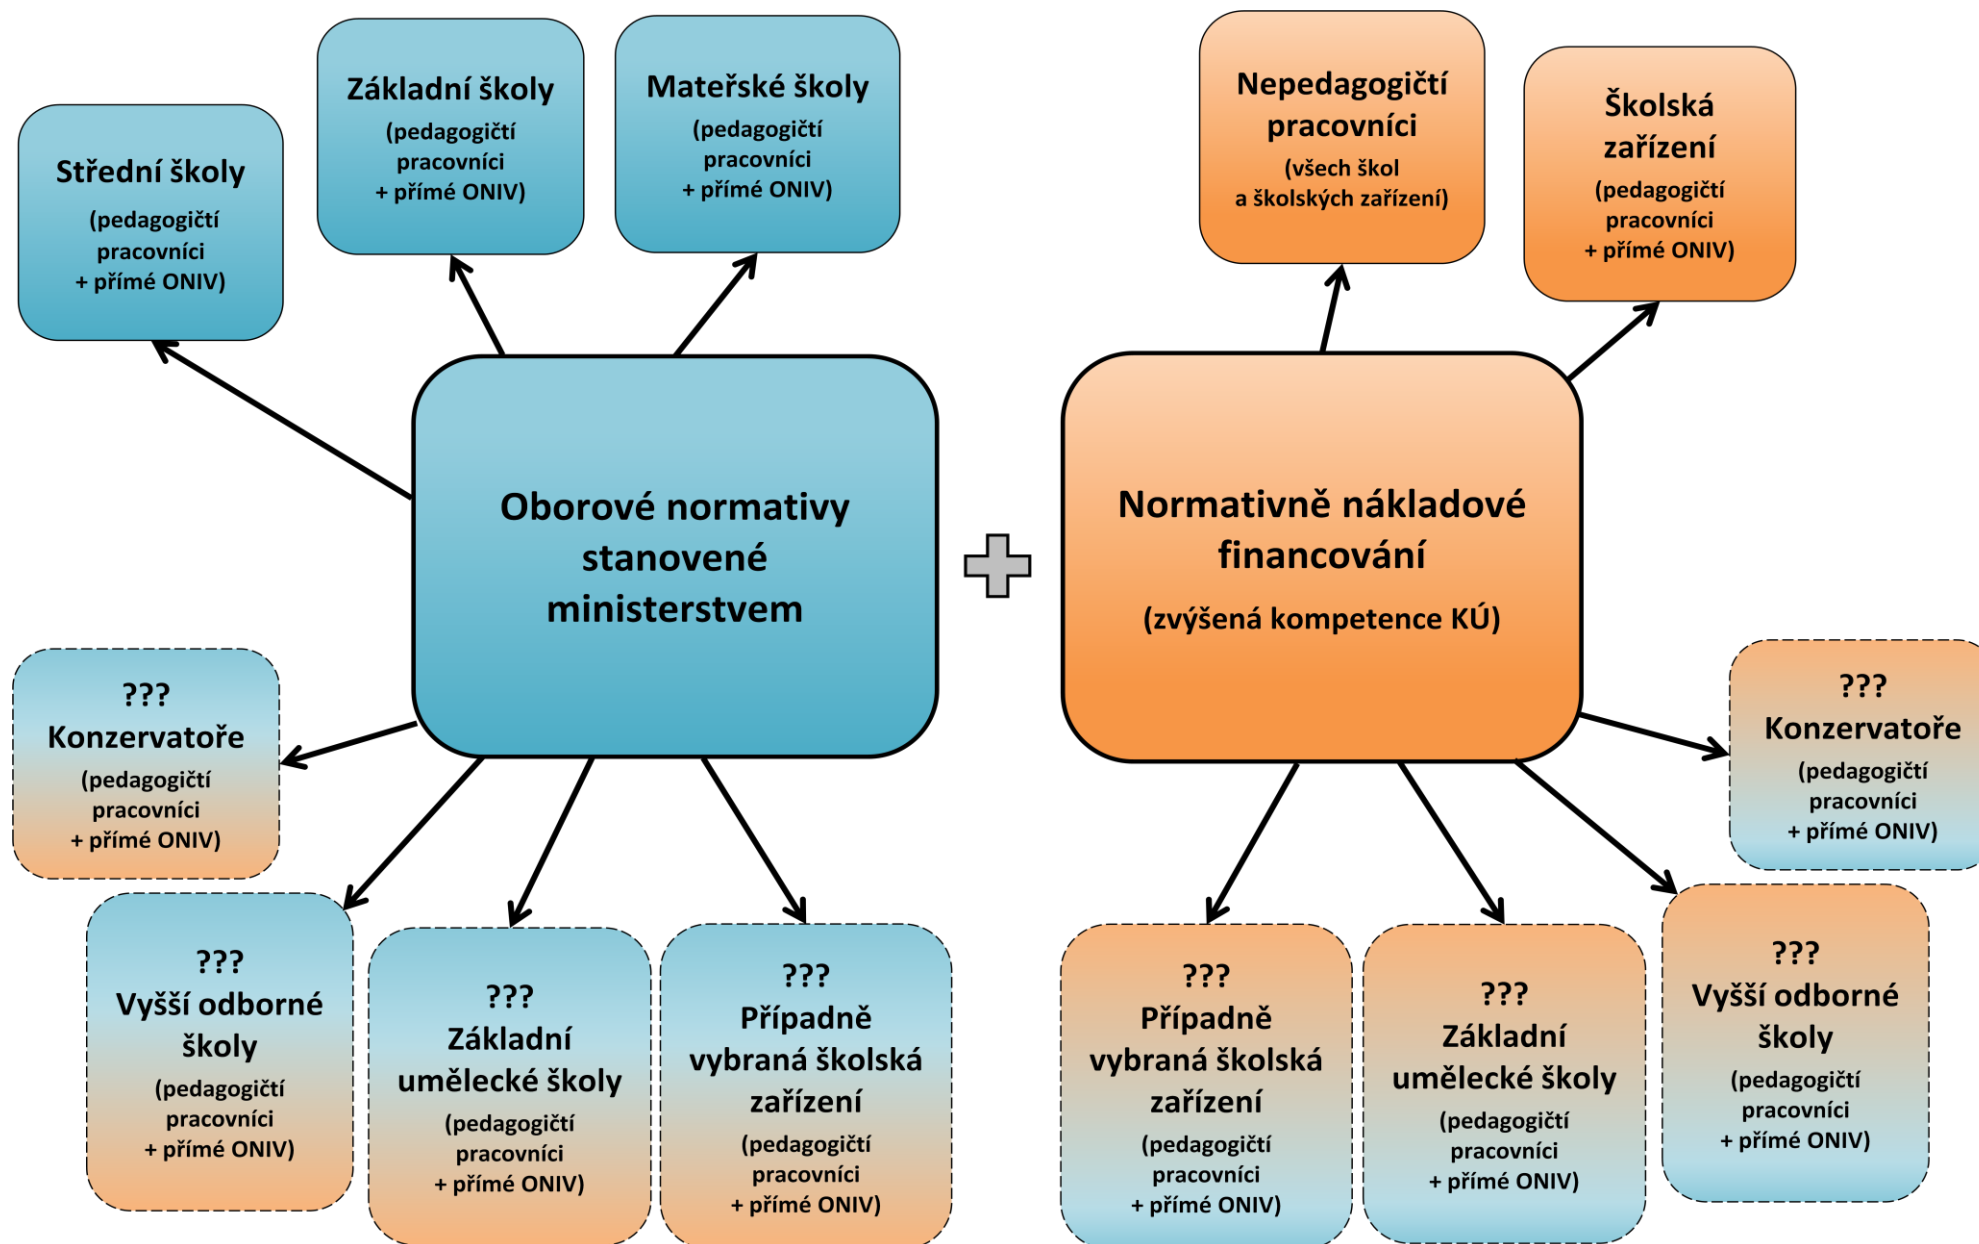 Střední školy
(pedagogičtí
pracovníci
+ přímé ONIV)
Základní školy
(pedagogičtí
pracovníci
+ přímé ONIV)
Mateřské školy
(pedagogičtí
pracovníci
+ přímé ONIV)
Nepedagogičtí
pracovníci
(všech škol
a školských zařízení)
Školská
zařízení
(pedagogičtí
pracovníci
+ přímé ONIV)
Oborové normativy
stanovené
ministerstvem
Normativně nákladové
financování
(zvýšená kompetence KÚ)
???
Konzervatoře
(pedagogičtí
pracovníci
+ přímé ONIV)
???
Vyšší odborné
školy
(pedagogičtí
pracovníci
+ přímé ONIV)
???
Základní
umělecké školy
(pedagogičtí
pracovníci
+ přímé ONIV)
???
Případně
vybraná školská
zařízení
(pedagogičtí
pracovníci
+ přímé ONIV)
???
Případně
vybraná školská
zařízení
(pedagogičtí
pracovníci
+ přímé ONIV)
???
Základní
umělecké školy
(pedagogičtí
pracovníci
+ přímé ONIV)
???
Vyšší odborné
školy
(pedagogičtí
pracovníci
+ přímé ONIV)
???
Konzervatoře
(pedagogičtí
pracovníci
+ přímé ONIV)